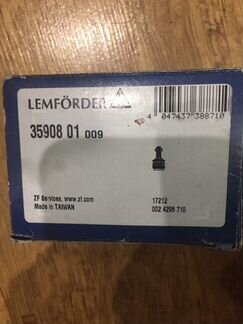 LEMFÖRDER
4 047437 388710
35908 01 009
ZF Services, www.zf.com
Made in TAIWAN
17212
002 4298 710